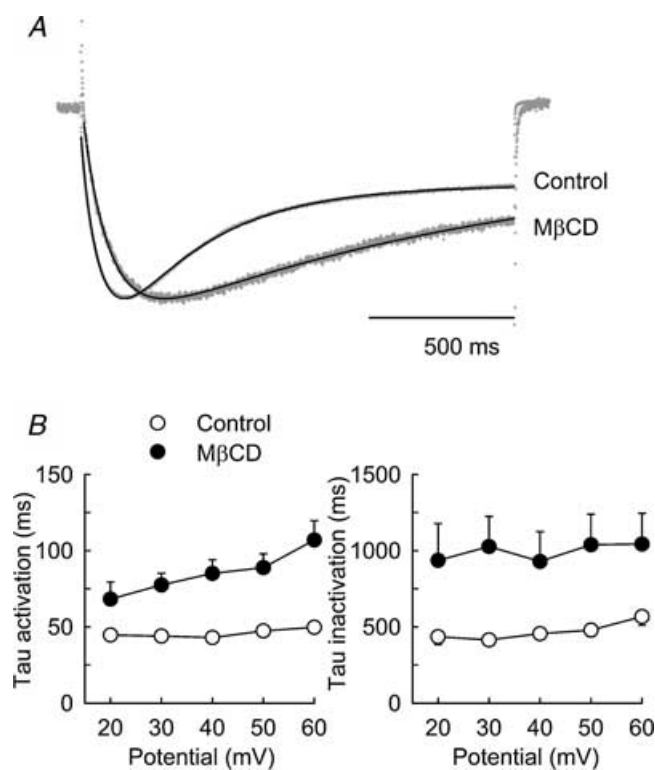 A
Control
MβCD
500 ms
B
Control
MβCD
Tau activation (ms)
150
100
50
0
20 30 40 50 60
Potential (mV)
Tau inactivation (ms)
1500
1000
500
0
20 30 40 50 60
Potential (mV)